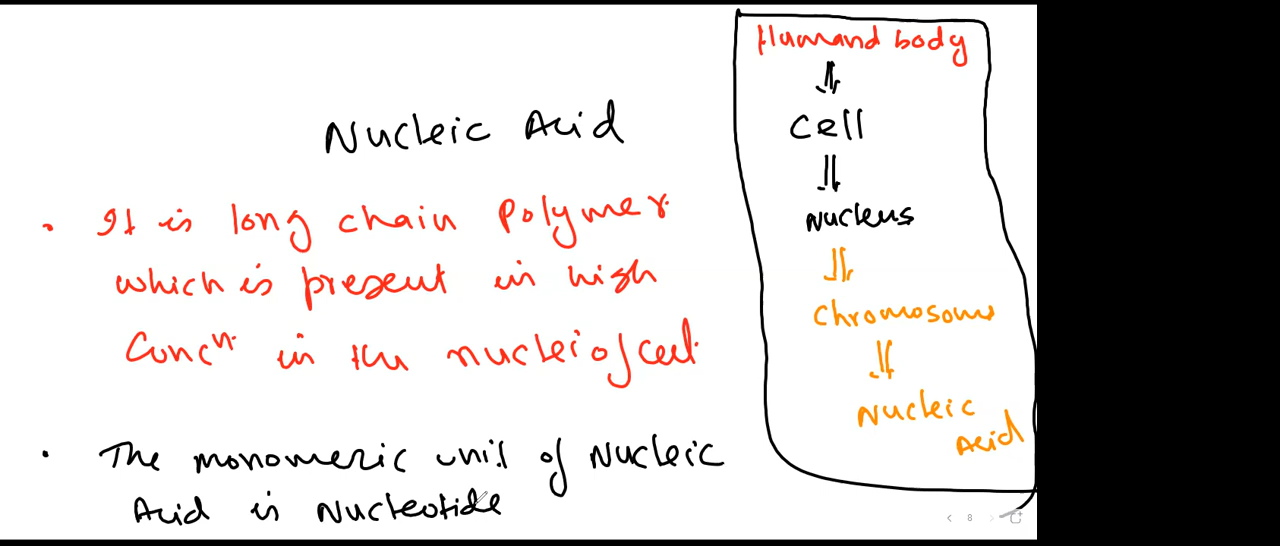 Nucleic Acid
• It is long chain Polymer
which is present in high
Concn. in the nuclei of cell.
• The monomeric unit of Nucleic
Acid is Nucleotide
Humand body
Cell
Nucleus
Chromosome
Nucleic
Acid
8